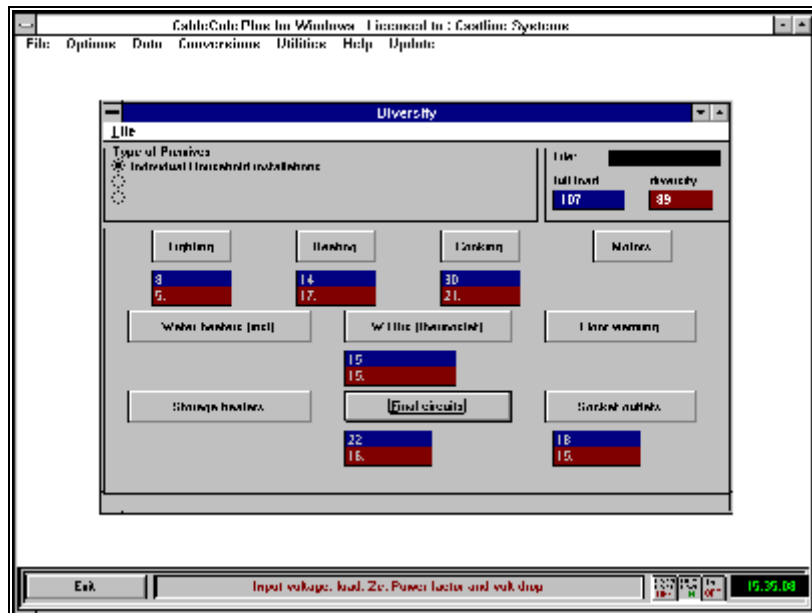 CableCalc Plus for Windows - Licensed to : Castline Systems
File Options Data Conversions Utilities Help Update
Diversity
File
Type of Premises
Individual Household installations
Title:
full load diversity
107 89
Lighting Heating Cooking Motors
8 14 30
5. 17. 21.
Water heaters (inst) W Htrs (thermostat) Floor warming
15
15.
Storage heaters Final circuits Socket outlets
22 18
16. 15.
Exit Input voltage, load, Ze, Power factor and volt drop
OFF 15.35.08